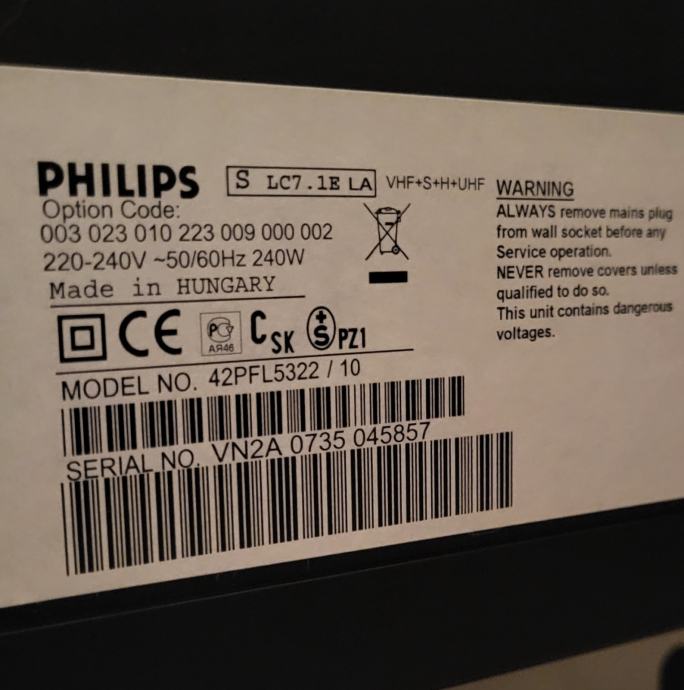 PHILIPS S LC7.1E LA VHF+S+H+UHF
Option Code:
003 023 010 223 009 000 002
220-240V ~50/60Hz 240W
Made in HUNGARY
CE PC АЯ46 CSK +S PZ1
MODEL NO. 42PFL5322 / 10
SERIAL NO. VN2A 0735 045857
WARNING
ALWAYS remove mains plug
from wall socket before any
Service operation.
NEVER remove covers unless
qualified to do so.
This unit contains dangerous
voltages.